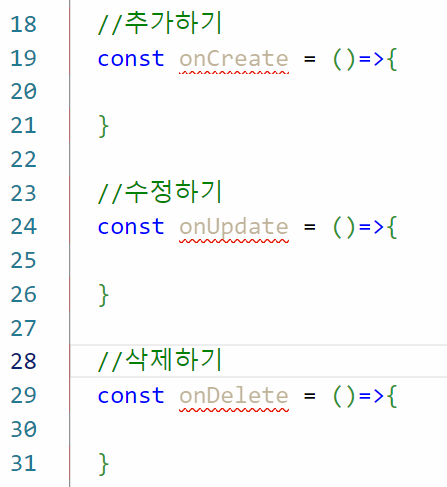 18 //추가하기
19 const onCreate = ()=>{
20
21 }
22
23 //수정하기
24 const onUpdate = ()=>{
25
26 }
27
28 //삭제하기
29 const onDelete = ()=>{
30
31 }